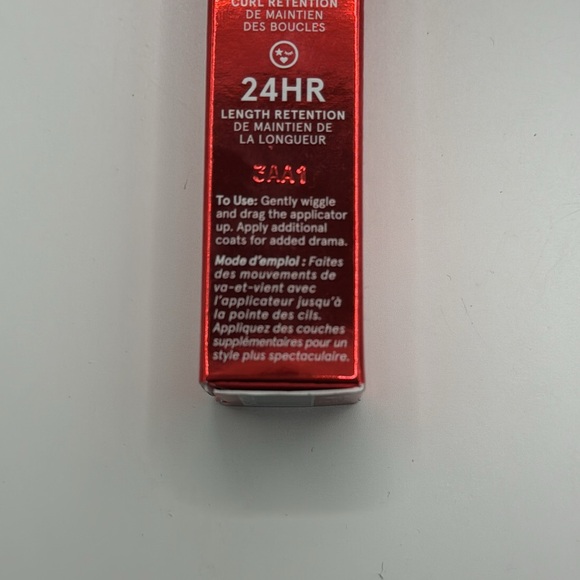 CURL RETENTION
DE MAINTIEN
DES BOUCLES
24HR
LENGTH RETENTION
DE MAINTIEN DE
LA LONGUEUR
3AA1
To Use: Gently wiggle
and drag the applicator
up. Apply additional
coats for added drama.
Mode d'emploi : Faites
des mouvements de
va-et-vient avec
l'applicateur jusqu'à
la pointe des cils.
Appliquez des couches
supplémentaires pour un
style plus spectaculaire.